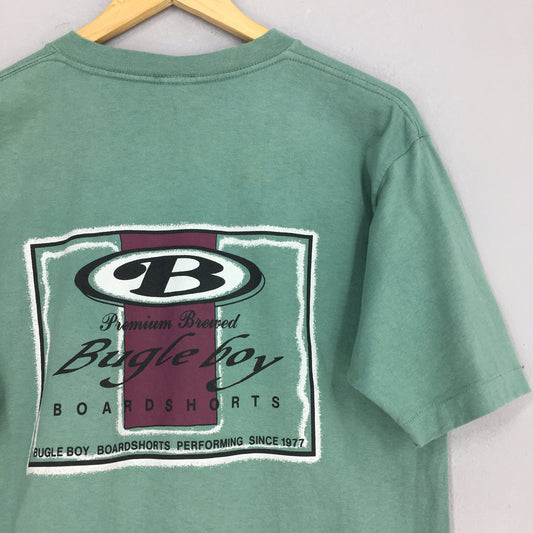 B
Premium Brewed
Bugle boy
BOARDSHORTS
BUGLE BOY BOARDSHORTS PERFORMING SINCE 1977